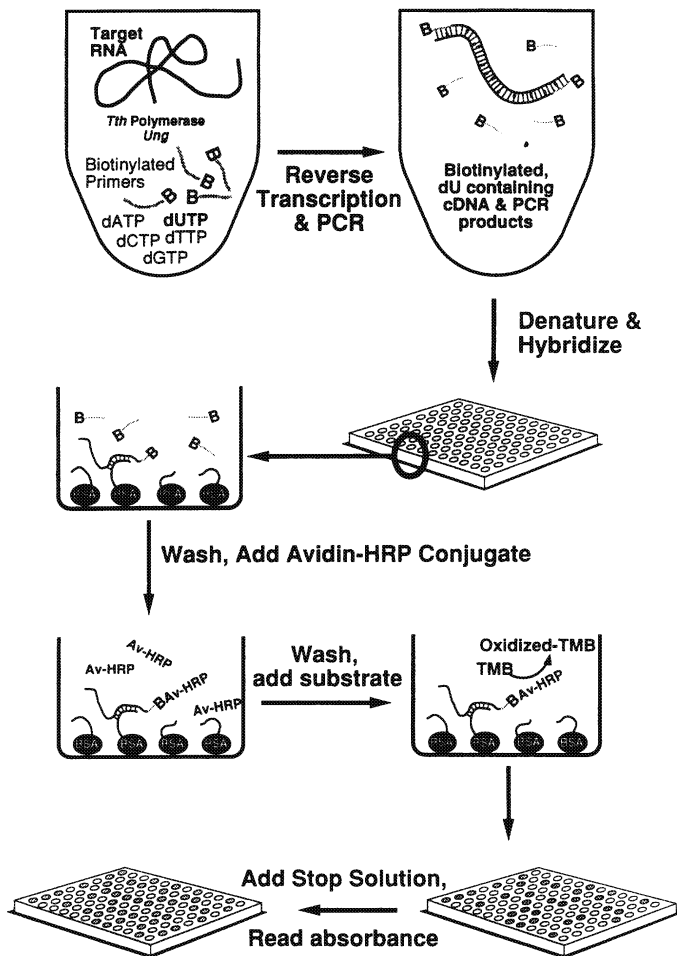 Target
RNA
Tth Polymerase
Ung
Biotinylated
Primers
B
B
B
B
dATP
dUTP
dCTP
dTTP
dGTP
Reverse
Transcription
& PCR
B
B
B
B
B
B
Biotinylated,
dU containing
cDNA & PCR
products
Denature &
Hybridize
B
B
B
B
B
Wash, Add Avidin-HRP Conjugate
Av-HRP
Av-HRP
BAv-HRP
Av-HRP
BSA
BSA
BSA
BSA
Wash,
add substrate
Oxidized-TMB
TMB
BAv-HRP
BSA
BSA
BSA
BSA
Add Stop Solution,
Read absorbance